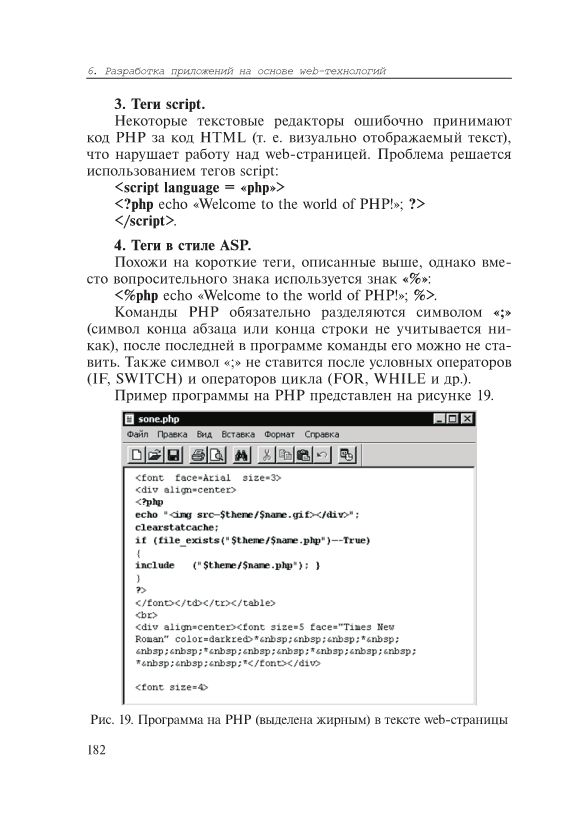 6. Разработка приложений на основе web-технологий
3. Теги script.
Некоторые текстовые редакторы ошибочно принимают
код PHP за код HTML (т. е. визуально отображаемый текст),
что нарушает работу над web-страницей. Проблема решается
использованием тегов script:
<script language = «php»>
<?php echo «Welcome to the world of PHP!»; ?>
</script>.
4. Теги в стиле ASP.
Похожи на короткие теги, описанные выше, однако вме-
сто вопросительного знака используется знак «%»:
<%php echo «Welcome to the world of PHP!»; %>.
Команды PHP обязательно разделяются символом «;»
(символ конца абзаца или конца строки не учитывается ни-
как), после последней в программе команды его можно не ста-
вить. Также символ «;» не ставится после условных операторов
(IF, SWITCH) и операторов цикла (FOR, WHILE и др.).
Пример программы на PHP представлен на рисунке 19.
sone.php
Файл Правка Вид Вставка Формат Справка
<font face=Arial size=3>
<div align=center>
<?php
echo "<img src=$theme/$name.gif></div>";
clearstatcache;
if (file_exists("$theme/$name.php")==True)
{
include ("$theme/$name.php"); }
}
?>
</font></td></tr></table>
<br>
<div align=center><font size=5 face="Times New
Roman" color=darkred>*&nbsp;&nbsp;&nbsp;*&nbsp;
&nbsp;&nbsp;*&nbsp;&nbsp;&nbsp;*&nbsp;&nbsp;&nbsp;
*&nbsp;&nbsp;&nbsp;*</font></div>
<font size=4>
Рис. 19. Программа на PHP (выделена жирным) в тексте web-страницы
182